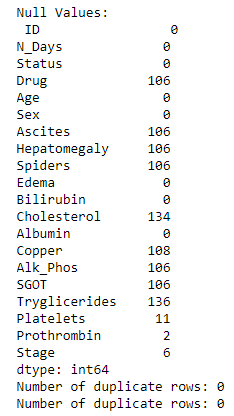 Null Values:
ID 0
N_Days 0
Status 0
Drug 106
Age 0
Sex 0
Ascites 106
Hepatomegaly 106
Spiders 106
Edema 0
Bilirubin 0
Cholesterol 134
Albumin 0
Copper 108
Alk_Phos 106
SGOT 106
Tryglicerides 136
Platelets 11
Prothrombin 2
Stage 6
dtype: int64
Number of duplicate rows: 0
Number of duplicate rows: 0